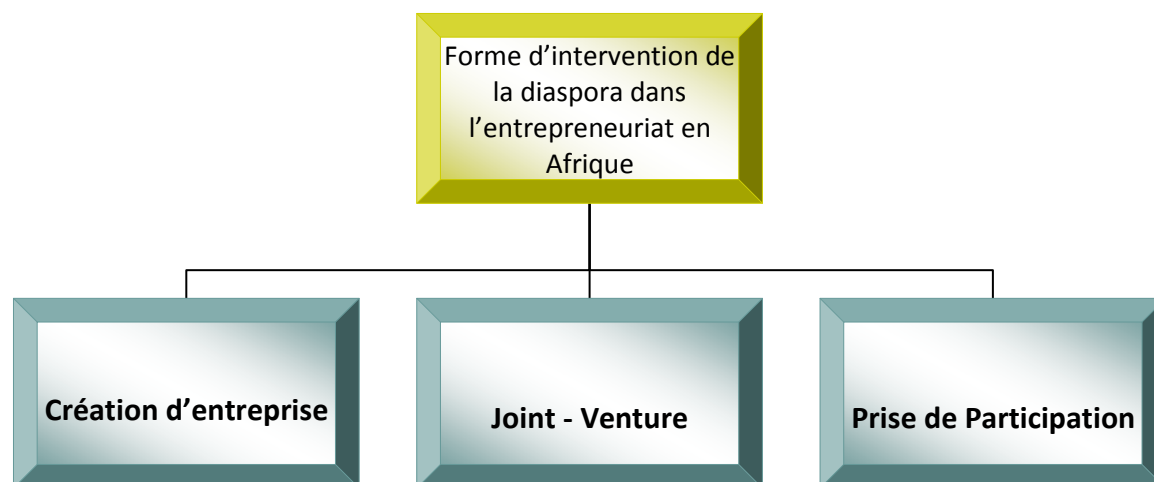 Forme d’intervention de
la diaspora dans
l’entrepreneuriat en
Afrique
Création d’entreprise
Joint - Venture
Prise de Participation